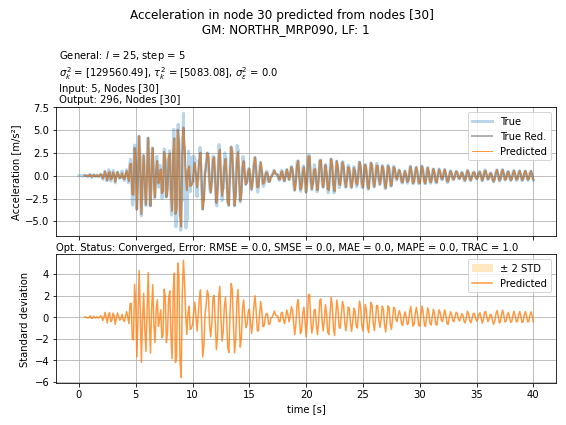 Acceleration in node 30 predicted from nodes [30]
GM: NORTHR_MRP090, LF: 1
General: l = 25, step = 5
σ²ₖ = [129560.49], τ²ₖ = [5083.08], σ²ε = 0.0
Input: 5, Nodes [30]
Output: 296, Nodes [30]
7.5
5.0
2.5
0.0
−2.5
−5.0
Acceleration [m/s²]
True
True Red.
Predicted
Opt. Status: Converged, Error: RMSE = 0.0, SMSE = 0.0, MAE = 0.0, MAPE = 0.0, TRAC = 1.0
4
2
0
−2
−4
−6
Standard deviation
± 2 STD
Predicted
0 5 10 15 20 25 30 35 40
time [s]